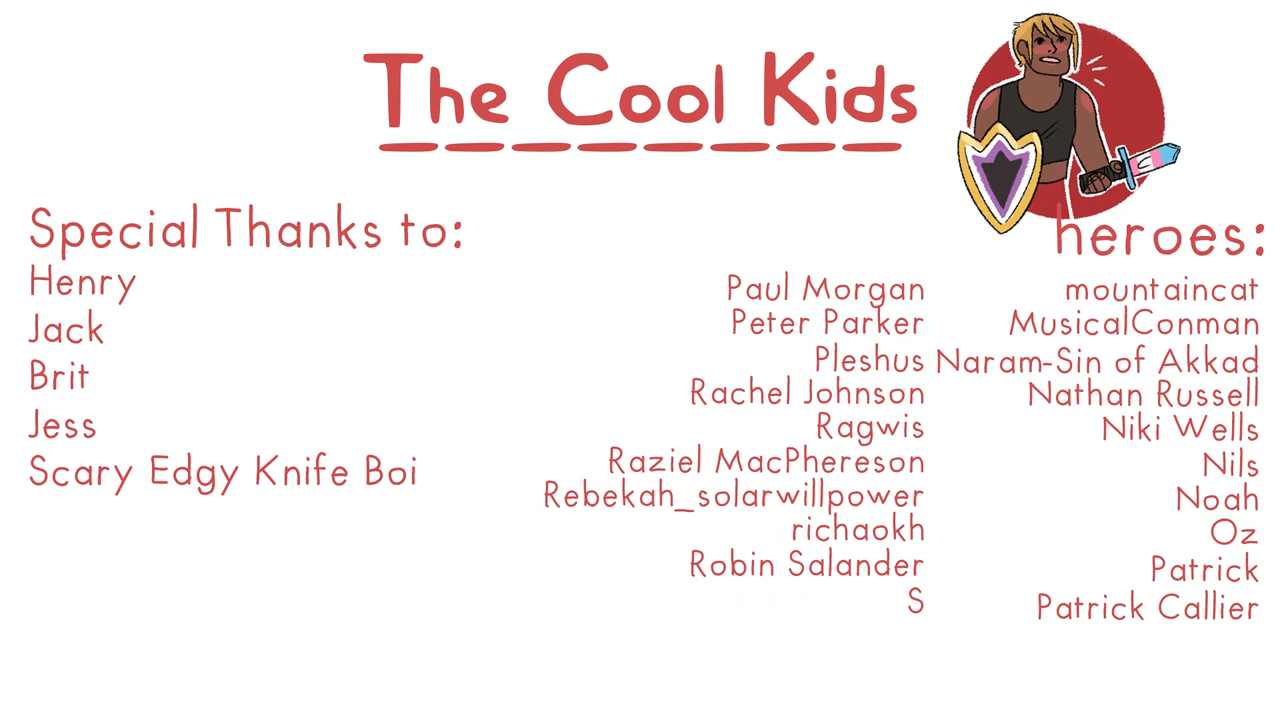 The Cool Kids
Special Thanks to:
Henry
Jack
Brit
Jess
Scary Edgy Knife Boi
heroes:
mountaincat
MusicalConman
Naram-Sin of Akkad
Nathan Russell
Niki Wells
Nils
Noah
Oz
Patrick
Patrick Callier
Paul Morgan
Peter Parker
Pleshus
Rachel Johnson
Ragwis
Raziel MacPhereson
Rebekah_solarwillpower
richaokh
Robin Salander
S